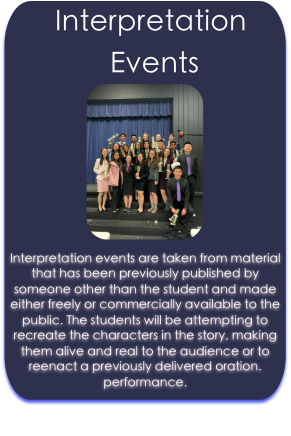 Interpretation
Events
Interpretation events are taken from material
that has been previously published by
someone other than the student and made
either freely or commercially available to the
public. The students will be attempting to
recreate the characters in the story, making
them alive and real to the audience or to
reenact a previously delivered oration.
performance.